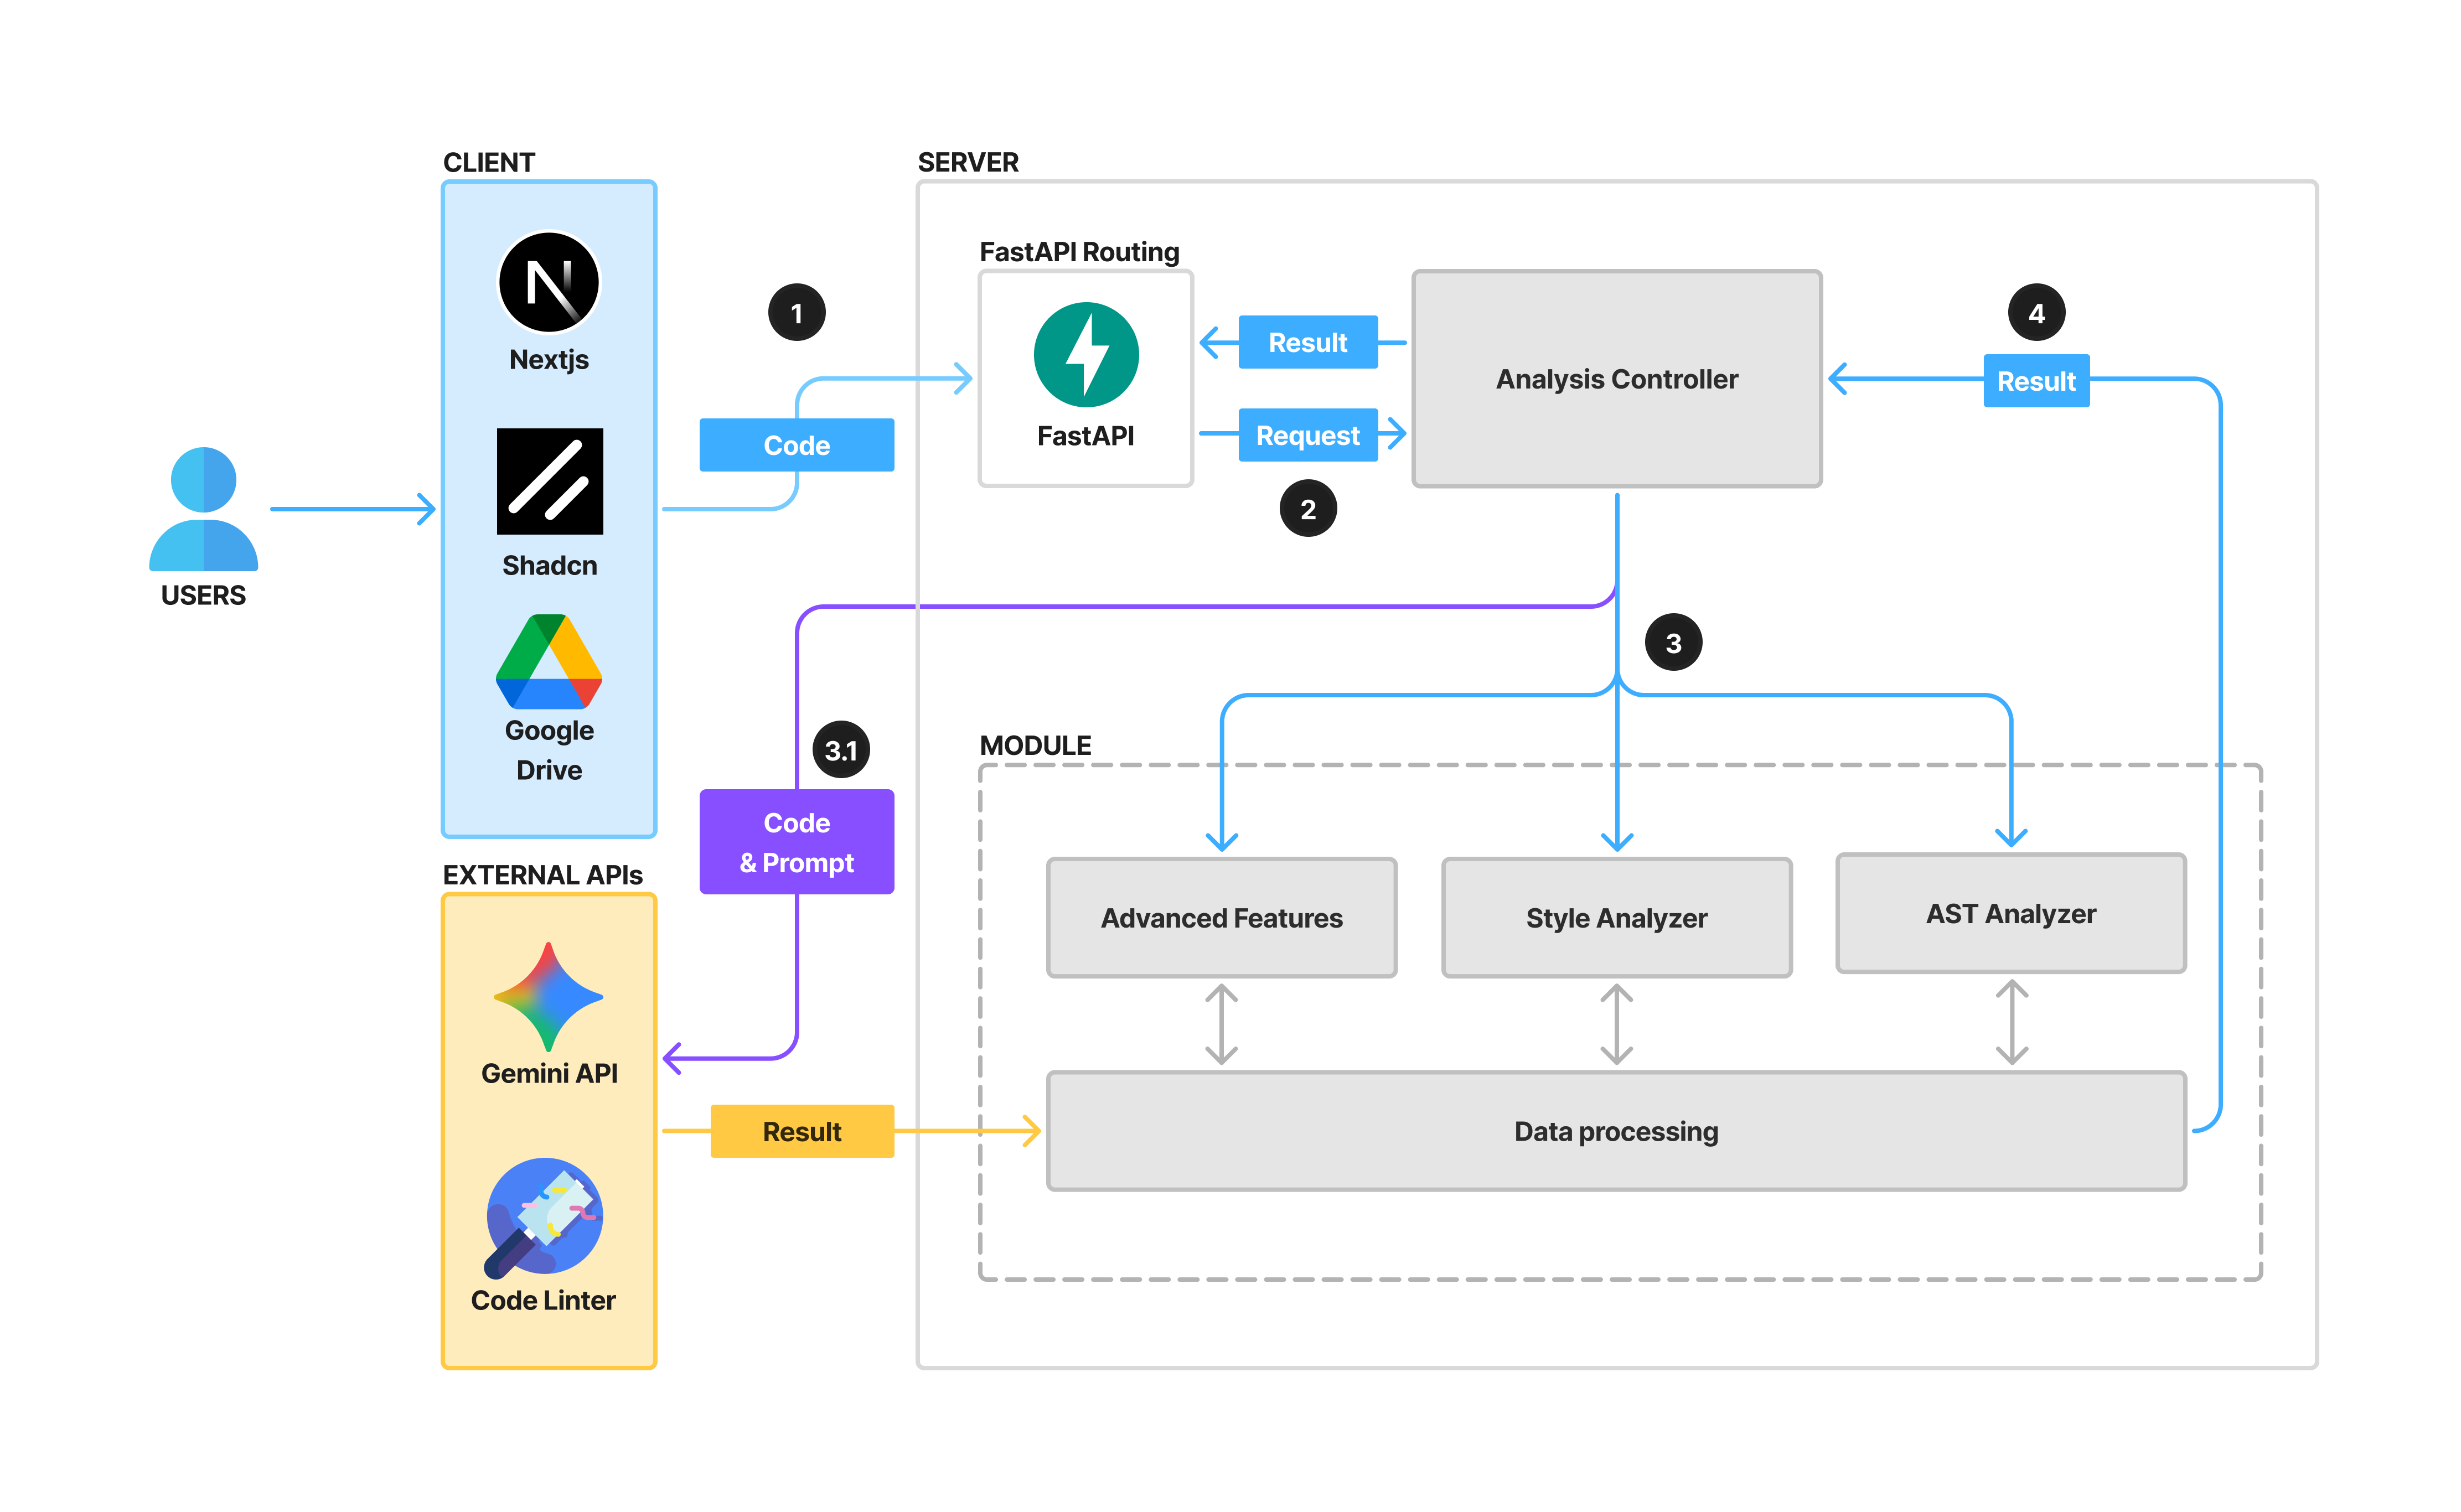 CLIENT
SERVER
Nextjs
Shadcn
Google
Drive
USERS
1
Code
FastAPI Routing
FastAPI
Result
Request
2
Analysis Controller
4
Result
3
3.1
Code
& Prompt
MODULE
Advanced Features
Style Analyzer
AST Analyzer
Data processing
EXTERNAL APIs
Gemini API
Code Linter
Result